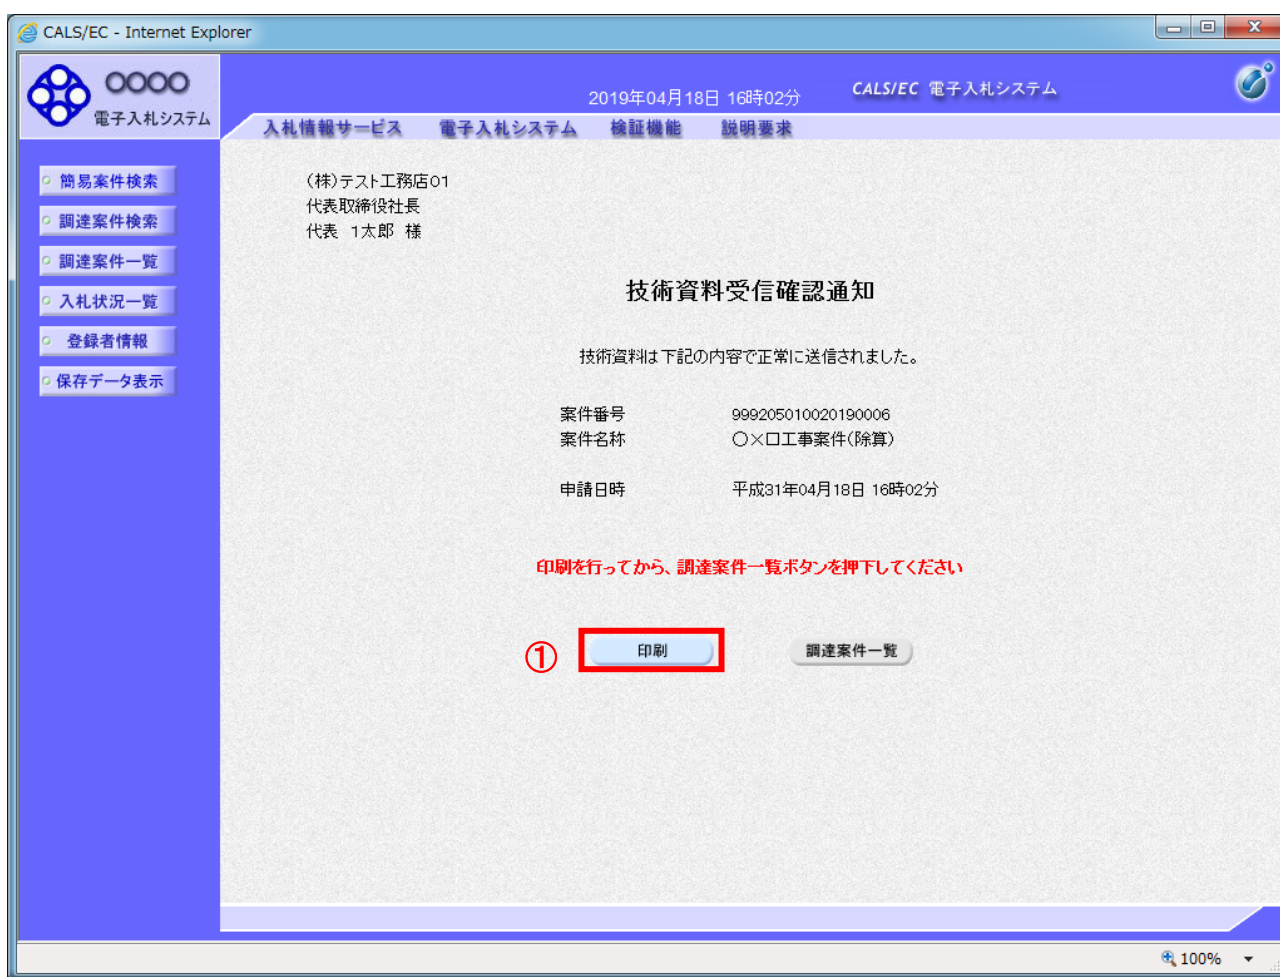 CALS/EC - Internet Explorer
〇〇〇〇
電子入札システム
2019年04月18日 16時02分
CALS/EC 電子入札システム
入札情報サービス 電子入札システム 検証機能 説明要求
簡易案件検索
調達案件検索
調達案件一覧
入札状況一覧
登録者情報
保存データ表示
(株)テスト工務店01
代表取締役社長
代表 1太郎 様
技術資料受信確認通知
技術資料は下記の内容で正常に送信されました。
案件番号 999205010020190006
案件名称 〇×口工事案件(除算)
申請日時 平成31年04月18日 16時02分
印刷を行ってから、調達案件一覧ボタンを押下してください
① 印刷 調達案件一覧
100%